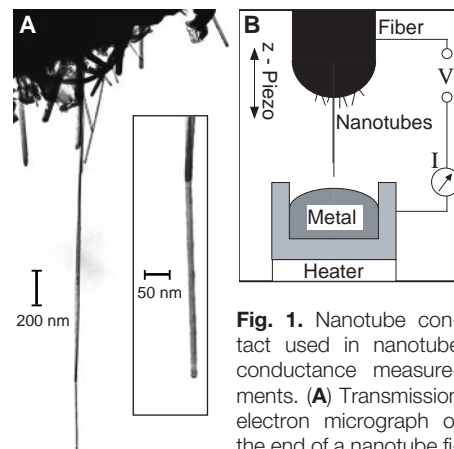 A
200 nm
50 nm
B
Fiber
z - Piezo
V
Nanotubes
I
Metal
Heater
Fig. 1. Nanotube con-
tact used in nanotube
conductance measure-
ments. (A) Transmission
electron micrograph o
the end of a nanotube fi-